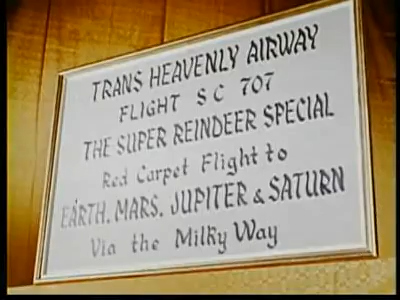 TRANS HEAVENLY AIRWAY
FLIGHT SC 707
THE SUPER REINDEER SPECIAL
Red Carpet Flight to
EARTH, MARS, JUPITER & SATURN
Via the Milky Way